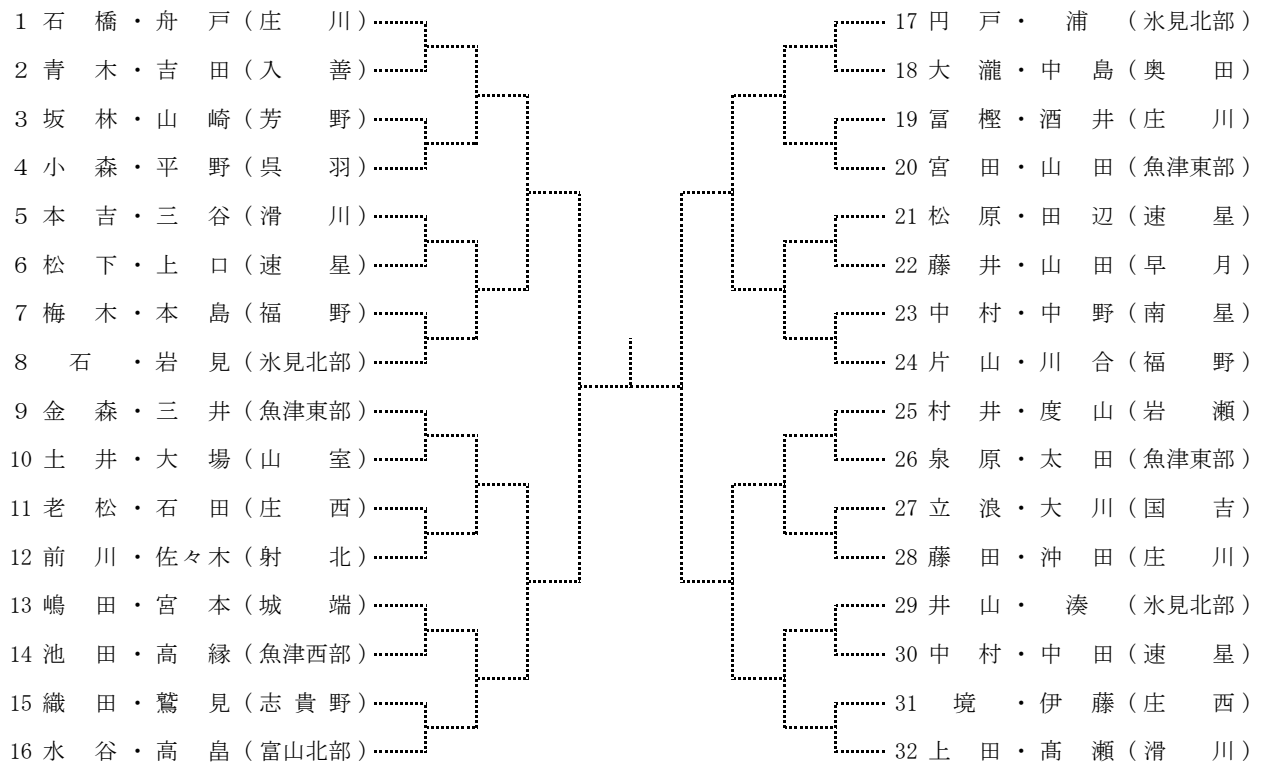 1 石 橋・舟 戸(庄 川)
2 青 木・吉 田(入 善)
3 坂 林・山 崎(芳 野)
4 小 森・平 野(呉 羽)
5 本 吉・三 谷(滑 川)
6 松 下・上 口(速 星)
7 梅 木・本 島(福 野)
8 石 ・岩 見(氷見北部)
9 金 森・三 井(魚津東部)
10 土 井・大 場(山 室)
11 老 松・石 田(庄 西)
12 前 川・佐々木(射 北)
13 嶋 田・宮 本(城 端)
14 池 田・高 縁(魚津西部)
15 織 田・鷲 見(志 貴 野)
16 水 谷・高 畠(富山北部)
17 円 戸・ 浦 (氷見北部)
18 大 瀧・中 島(奥 田)
19 冨 樫・酒 井(庄 川)
20 宮 田・山 田(魚津東部)
21 松 原・田 辺(速 星)
22 藤 井・山 田(早 月)
23 中 村・中 野(南 星)
24 片 山・川 合(福 野)
25 村 井・度 山(岩 瀬)
26 泉 原・太 田(魚津東部)
27 立 浪・大 川(国 吉)
28 藤 田・沖 田(庄 川)
29 井 山・ 湊 (氷見北部)
30 中 村・中 田(速 星)
31 境 ・伊 藤(庄 西)
32 上 田・髙 瀬(滑 川)